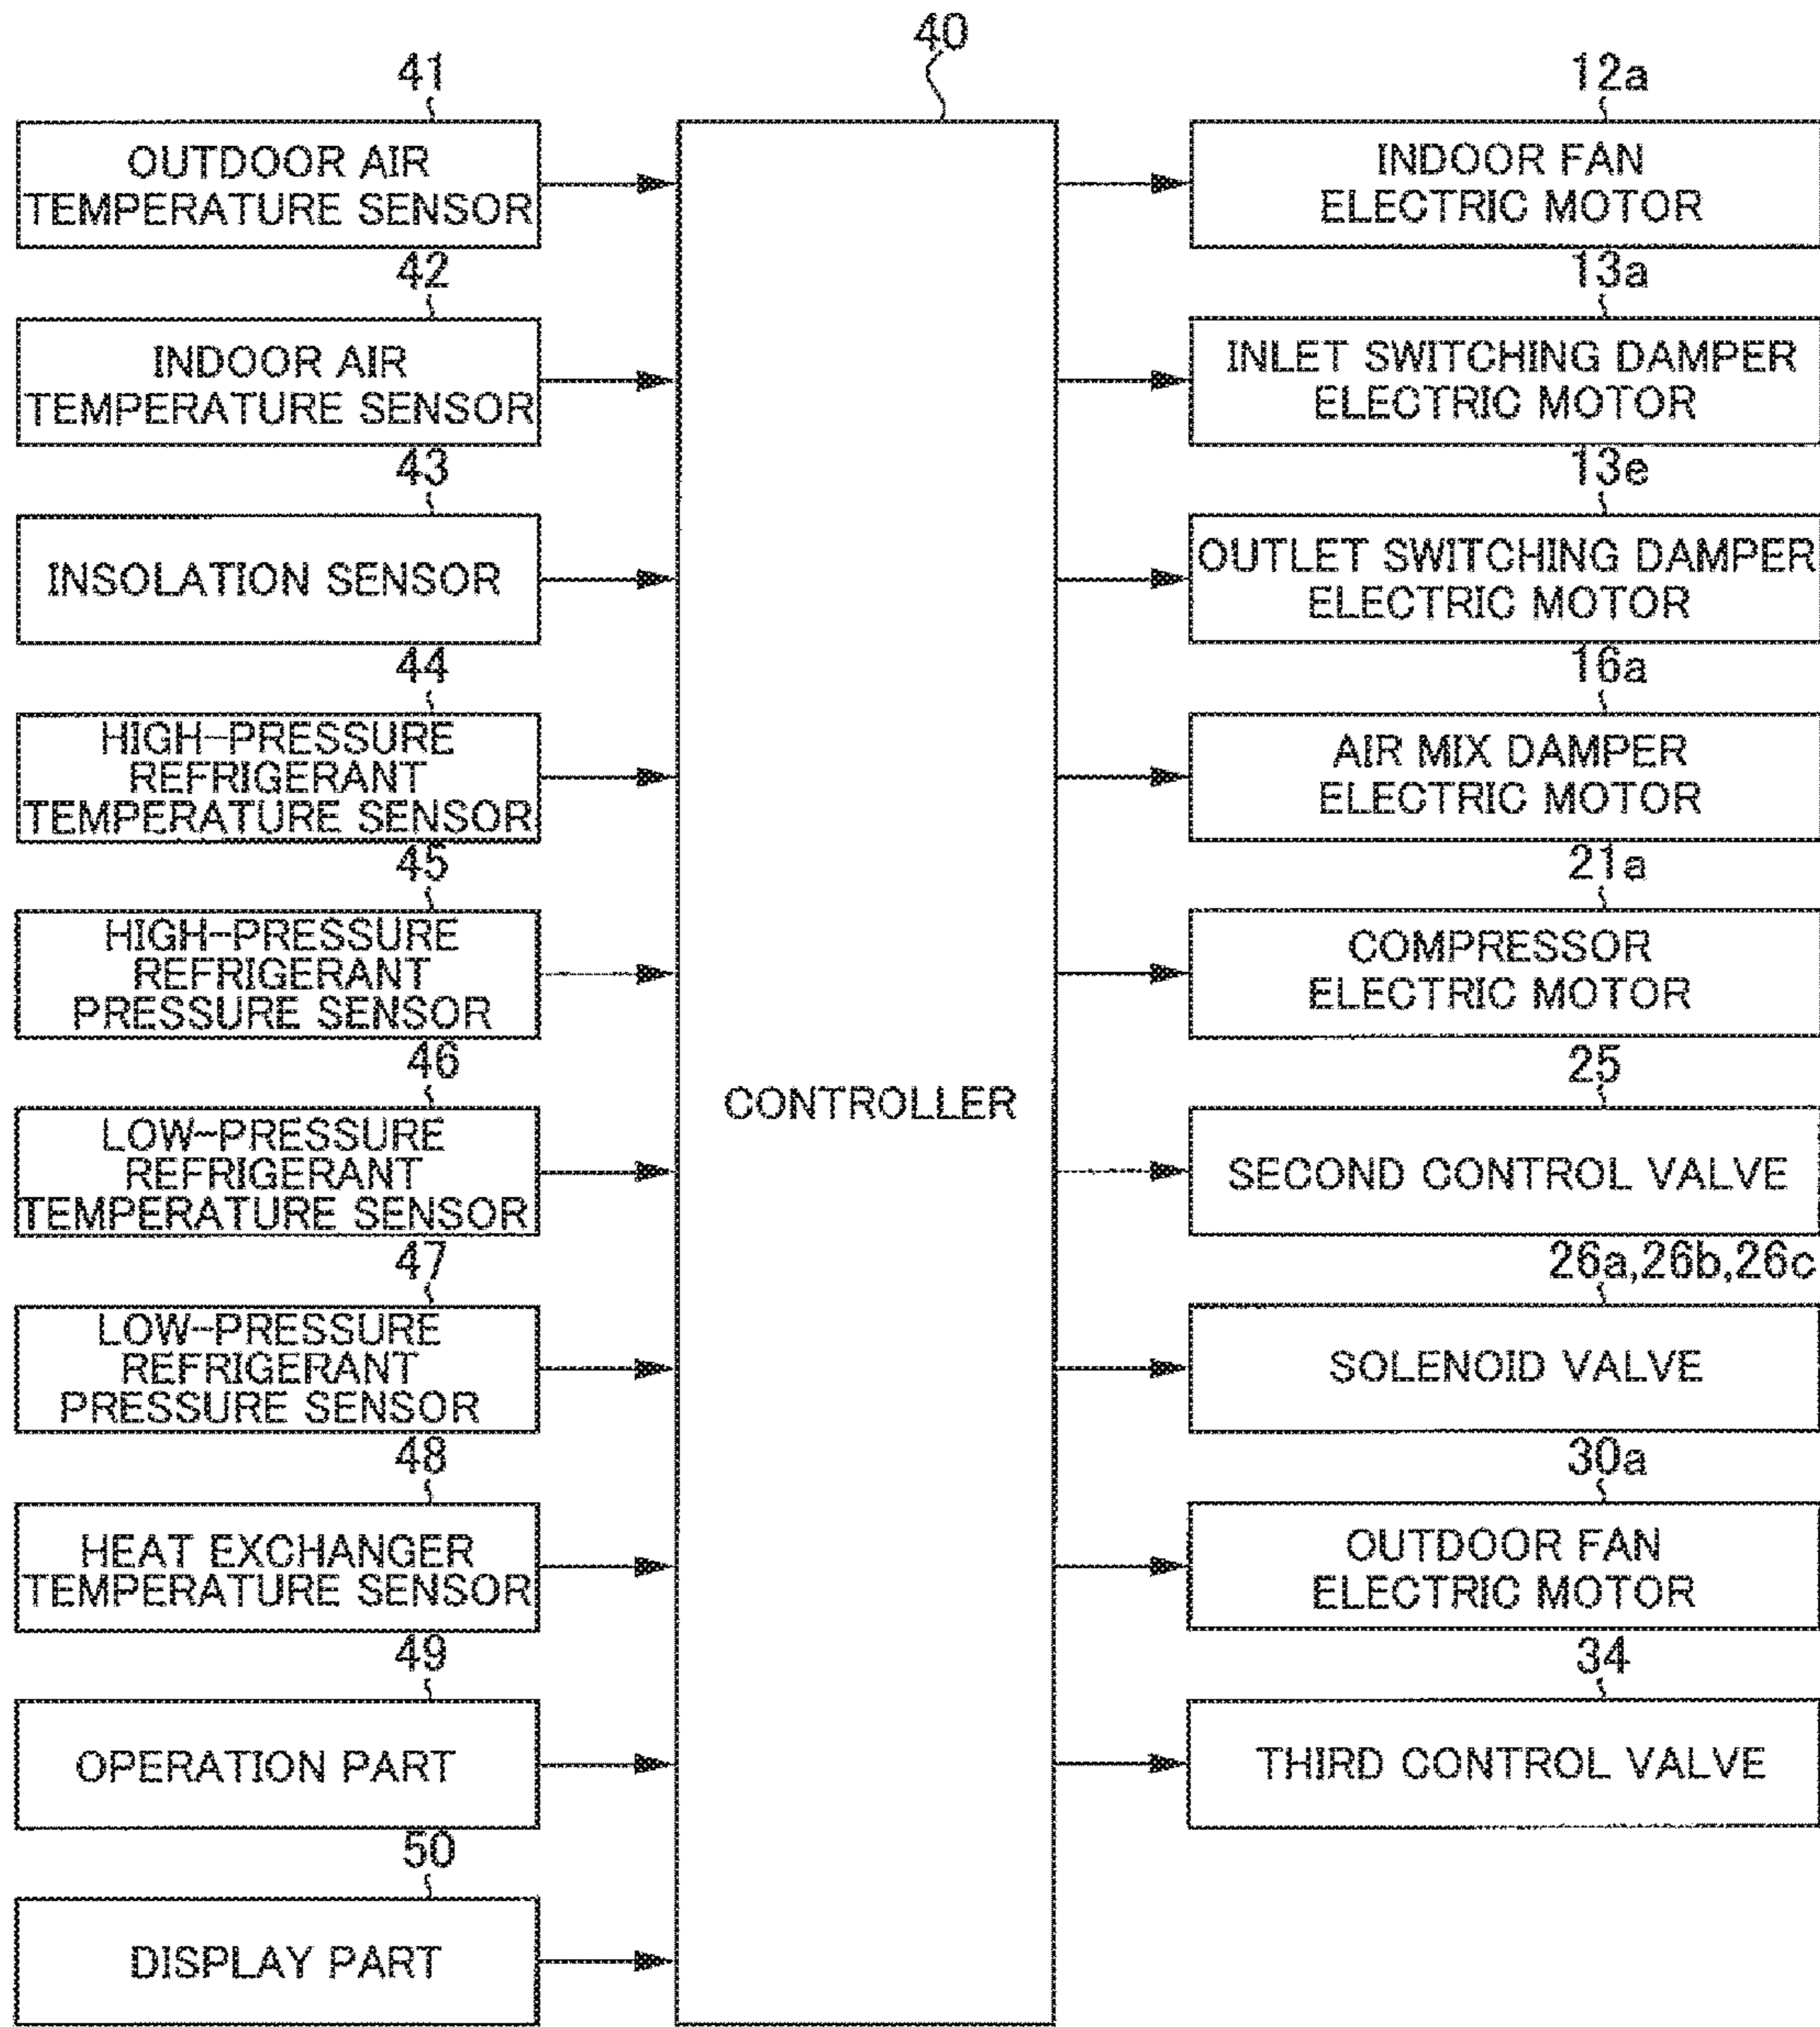 40
41
OUTDOOR AIR
TEMPERATURE SENSOR
42
INDOOR AIR
TEMPERATURE SENSOR
43
INSOLATION SENSOR
44
HIGH-PRESSURE
REFRIGERANT
TEMPERATURE SENSOR
45
HIGH-PRESSURE
REFRIGERANT
PRESSURE SENSOR
46
LOW-PRESSURE
REFRIGERANT
TEMPERATURE SENSOR
47
LOW-PRESSURE
REFRIGERANT
PRESSURE SENSOR
48
HEAT EXCHANGER
TEMPERATURE SENSOR
49
OPERATION PART
50
DISPLAY PART
CONTROLLER
12a
INDOOR FAN
ELECTRIC MOTOR
13a
INLET SWITCHING DAMPER
ELECTRIC MOTOR
13e
OUTLET SWITCHING DAMPER
ELECTRIC MOTOR
16a
AIR MIX DAMPER
ELECTRIC MOTOR
21a
COMPRESSOR
ELECTRIC MOTOR
25
SECOND CONTROL VALVE
26a,26b,26c
SOLENOID VALVE
30a
OUTDOOR FAN
ELECTRIC MOTOR
34
THIRD CONTROL VALVE